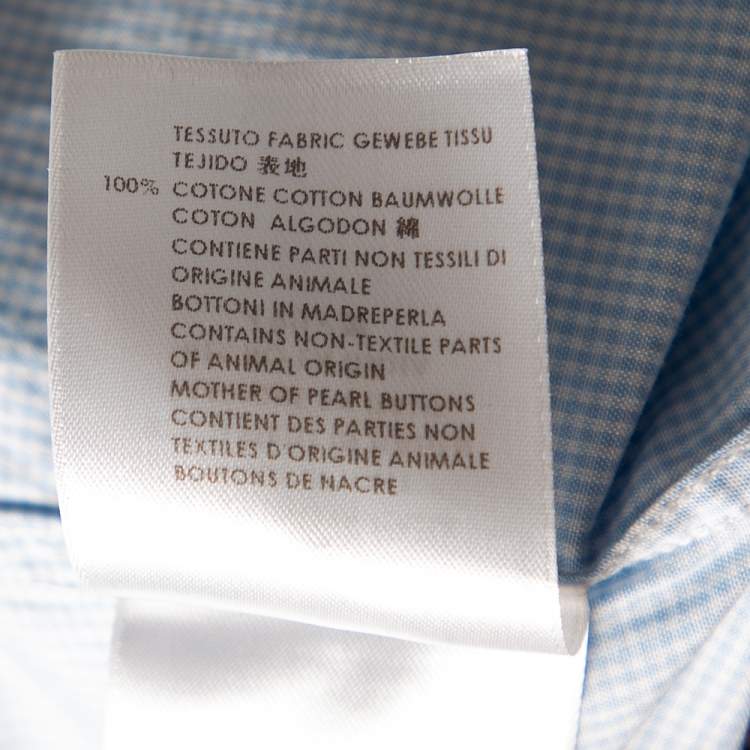 TESSUTO FABRIC GEWEBE TISSU
TEJIDO 表地
100% COTONE COTTON BAUMWOLLE
COTON ALGODON 綿
CONTIENE PARTI NON TESSILI DI
ORIGINE ANIMALE
BOTTONI IN MADREPERLA
CONTAINS NON-TEXTILE PARTS
OF ANIMAL ORIGIN
MOTHER OF PEARL BUTTONS
CONTIENT DES PARTIES NON
TEXTILES D'ORIGINE ANIMALE
BOUTONS DE NACRE